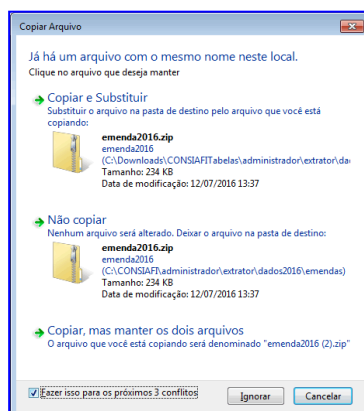 Copiar Arquivo
Já há um arquivo com o mesmo nome neste local.
Clique no arquivo que deseja manter
Copiar e Substituir
Substituir o arquivo na pasta de destino pelo arquivo que você está
copiando:
emenda2016.zip
emenda2016
(C:\Downloads\CONSIAFITabelas\administrador\extrator\da
Tamanho: 234 KB
Data de modificação: 12/07/2016 13:37
Não copiar
Nenhum arquivo será alterado. Deixar o arquivo na pasta de destino:
emenda2016.zip
emenda2016
(C:\CONSIAFI\administrador\extrator\dados2016\emendas)
Tamanho: 234 KB
Data de modificação: 12/07/2016 13:37
Copiar, mas manter os dois arquivos
O arquivo que você está copiando será denominado "emenda2016 (2).zip"
Fazer isso para os próximos 3 conflitos
Ignorar
Cancelar